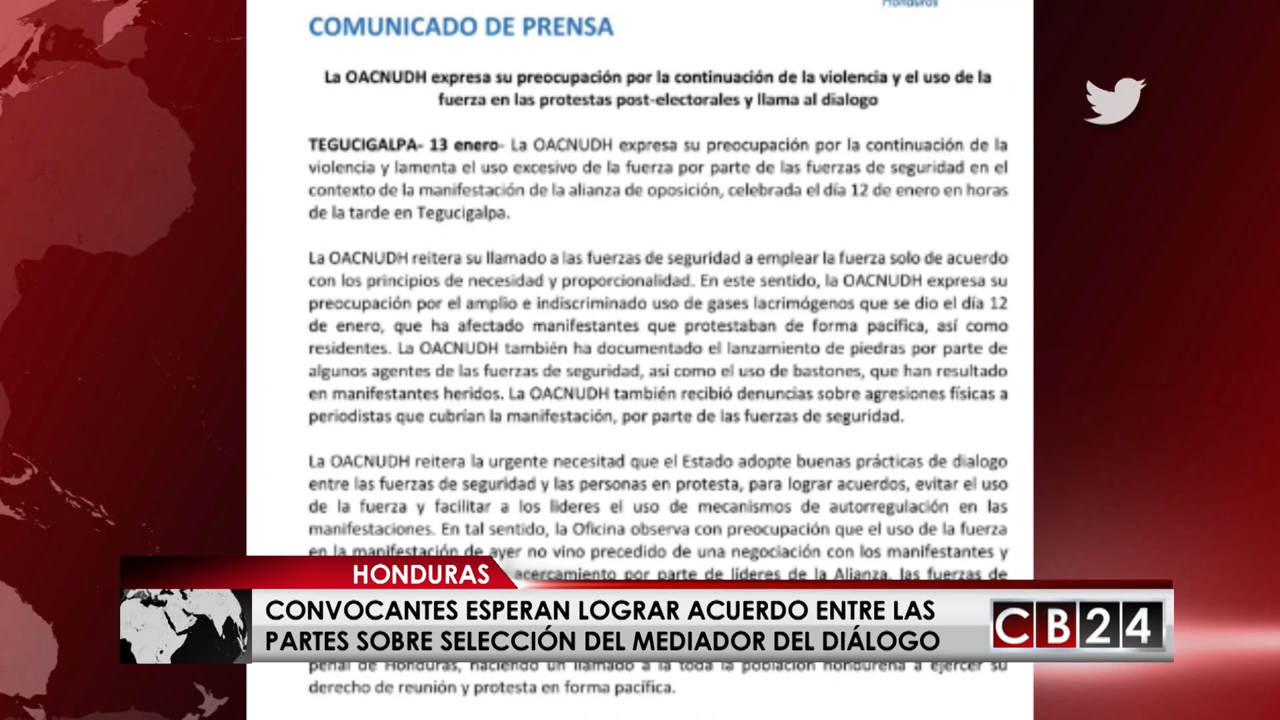 Honduras
COMUNICADO DE PRENSA
La OACNUDH expresa su preocupación por la continuación de la violencia y el uso de la
fuerza en las protestas post-electorales y llama al dialogo
TEGUCIGALPA- 13 enero- La OACNUDH expresa su preocupación por la continuación de la
violencia y lamenta el uso excesivo de la fuerza por parte de las fuerzas de seguridad en el
contexto de la manifestación de la alianza de oposición, celebrada el día 12 de enero en horas
de la tarde en Tegucigalpa.
La OACNUDH reitera su llamado a las fuerzas de seguridad a emplear la fuerza solo de acuerdo
con los principios de necesidad y proporcionalidad. En este sentido, la OACNUDH expresa su
preocupación por el amplio e indiscriminado uso de gases lacrimógenos que se dio el día 12
de enero, que ha afectado manifestantes que protestaban de forma pacífica, así como
residentes. La OACNUDH también ha documentado el lanzamiento de piedras por parte de
algunos agentes de las fuerzas de seguridad, así como el uso de bastones, que han resultado
en manifestantes heridos. La OACNUDH también recibió denuncias sobre agresiones físicas a
periodistas que cubrían la manifestación, por parte de las fuerzas de seguridad.
La OACNUDH reitera la urgente necesitad que el Estado adopte buenas prácticas de dialogo
entre las fuerzas de seguridad y las personas en protesta, para lograr acuerdos, evitar el uso
de la fuerza y facilitar a los líderes el uso de mecanismos de autorregulación en las
manifestaciones. En tal sentido, la Oficina observa con preocupación que el uso de la fuerza
en la manifestación de ayer no vino precedido de una negociación con los manifestantes y
acercamiento por parte de líderes de la Alianza, las fuerzas de
HONDURAS
CONVOCANTES ESPERAN LOGRAR ACUERDO ENTRE LAS
PARTES SOBRE SELECCIÓN DEL MEDIADOR DEL DIÁLOGO
CB24
penal de Honduras, haciendo un llamado a la toda la población hondureña a ejercer su
derecho de reunión y protesta en forma pacífica.